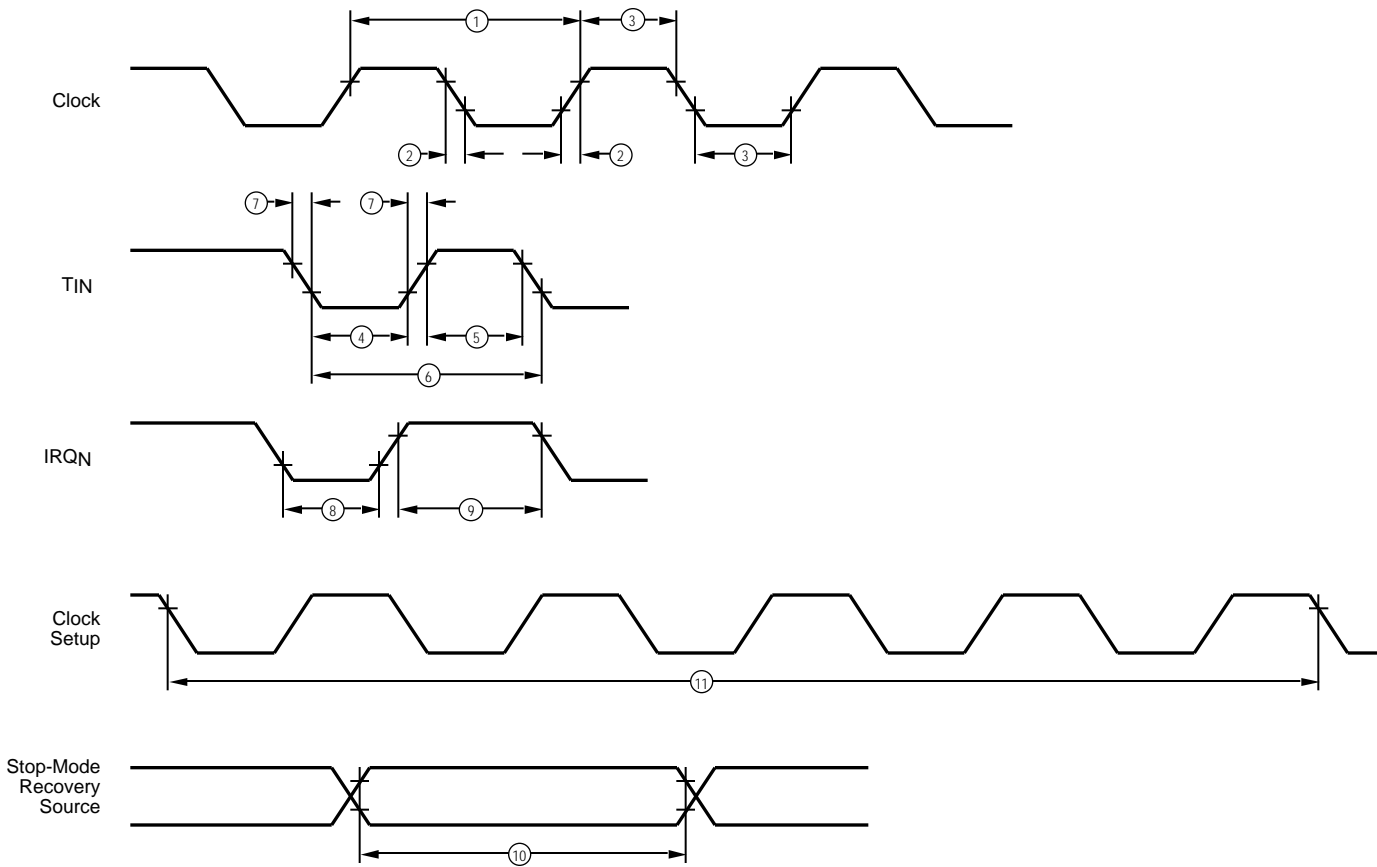 1 3
Clock
2 2 3
7 7
TIN
4 5
6
IRQN
8 9
Clock
Setup
11
Stop-Mode
Recovery
Source
10